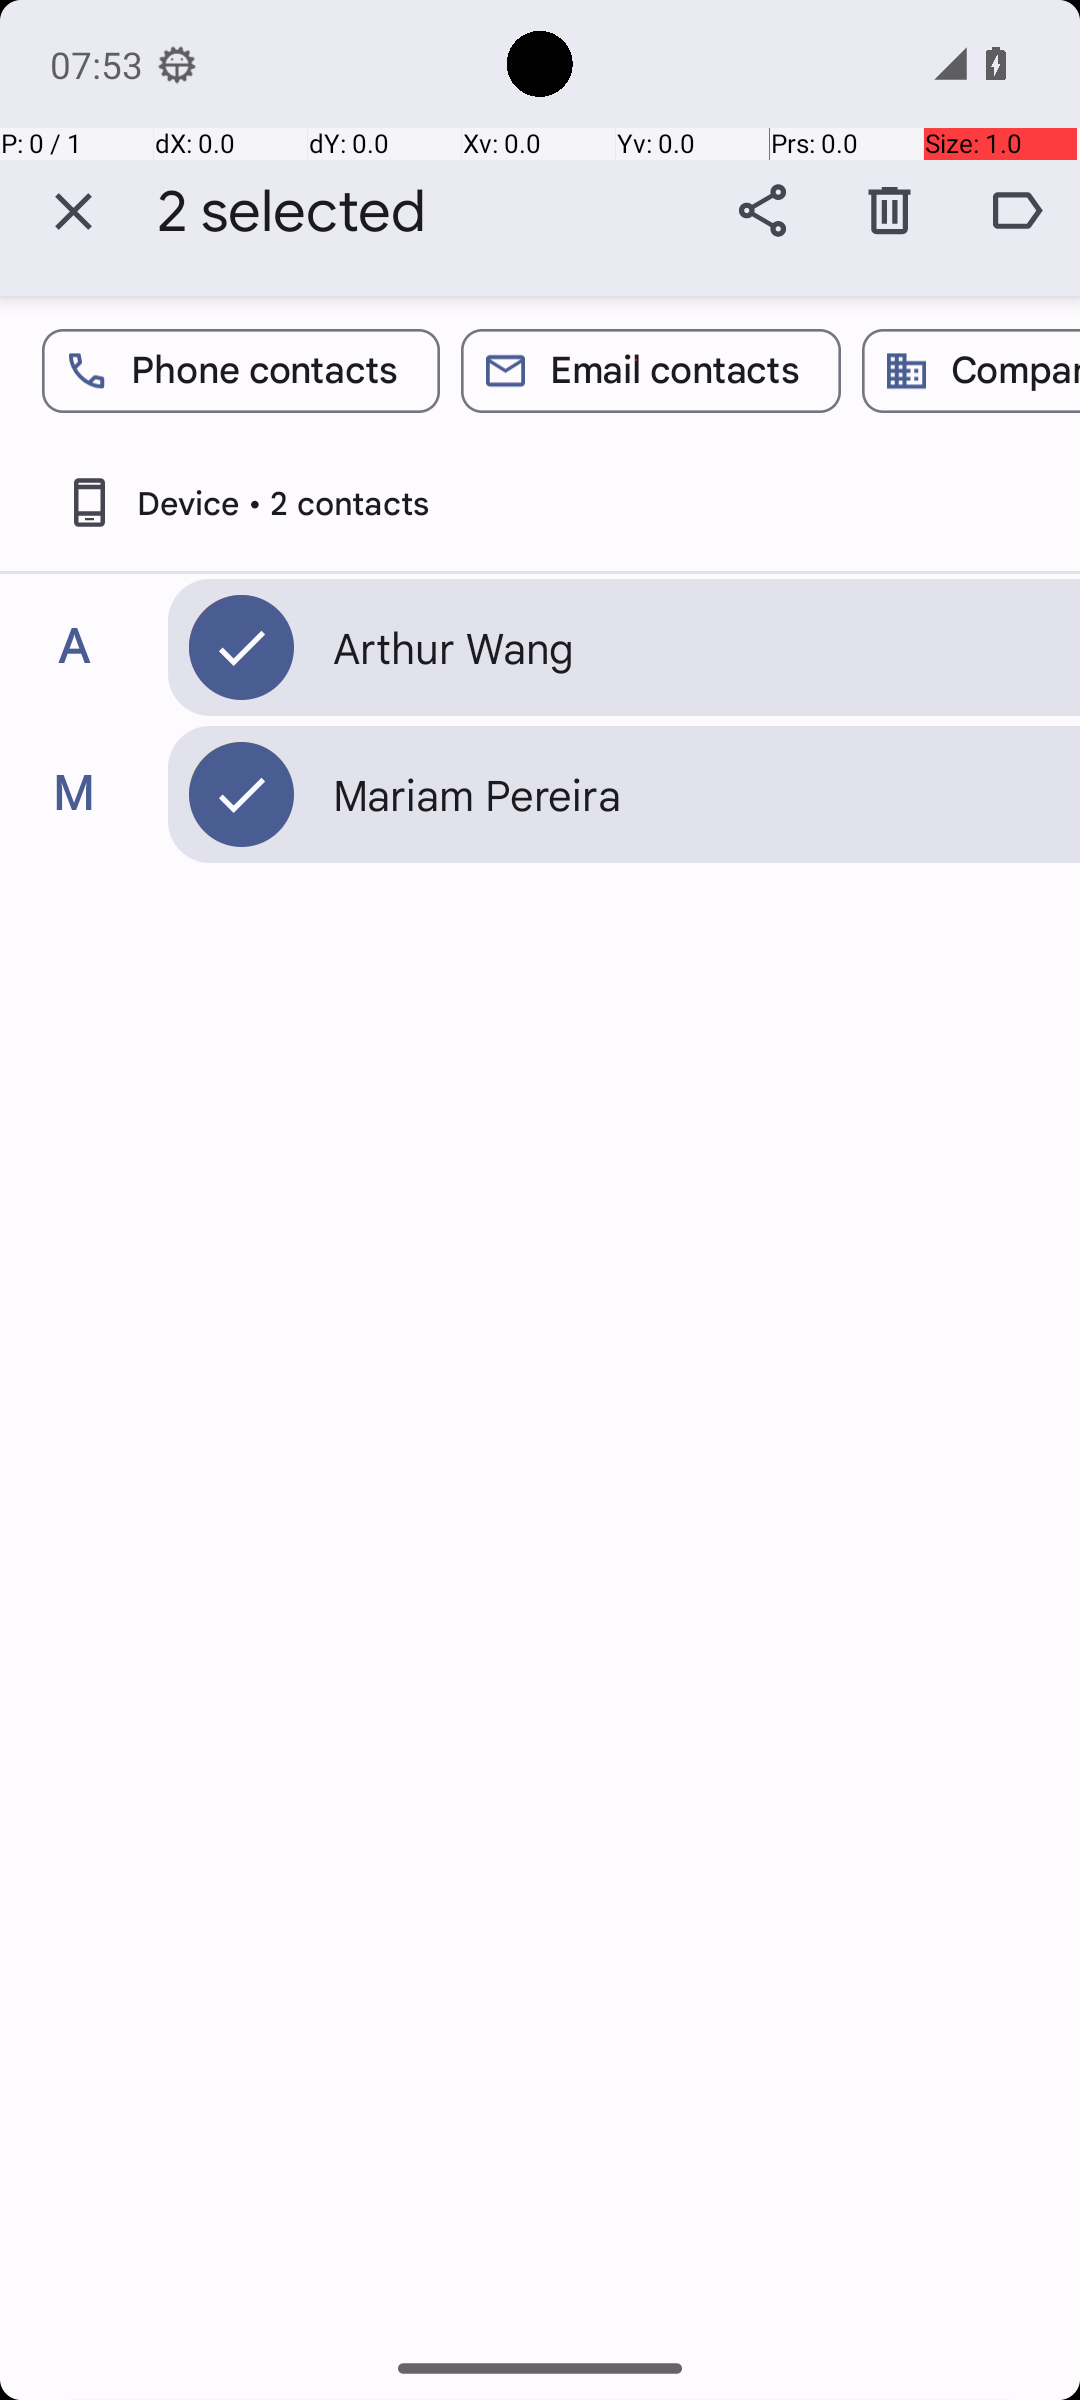 07:53
P: 0 / 1 dX: 0.0 dY: 0.0 Xv: 0.0 Yv: 0.0 Prs: 0.0 Size: 1.0
2 selected
Phone contacts Email contacts
Device • 2 contacts
A Arthur Wang
M Mariam Pereira